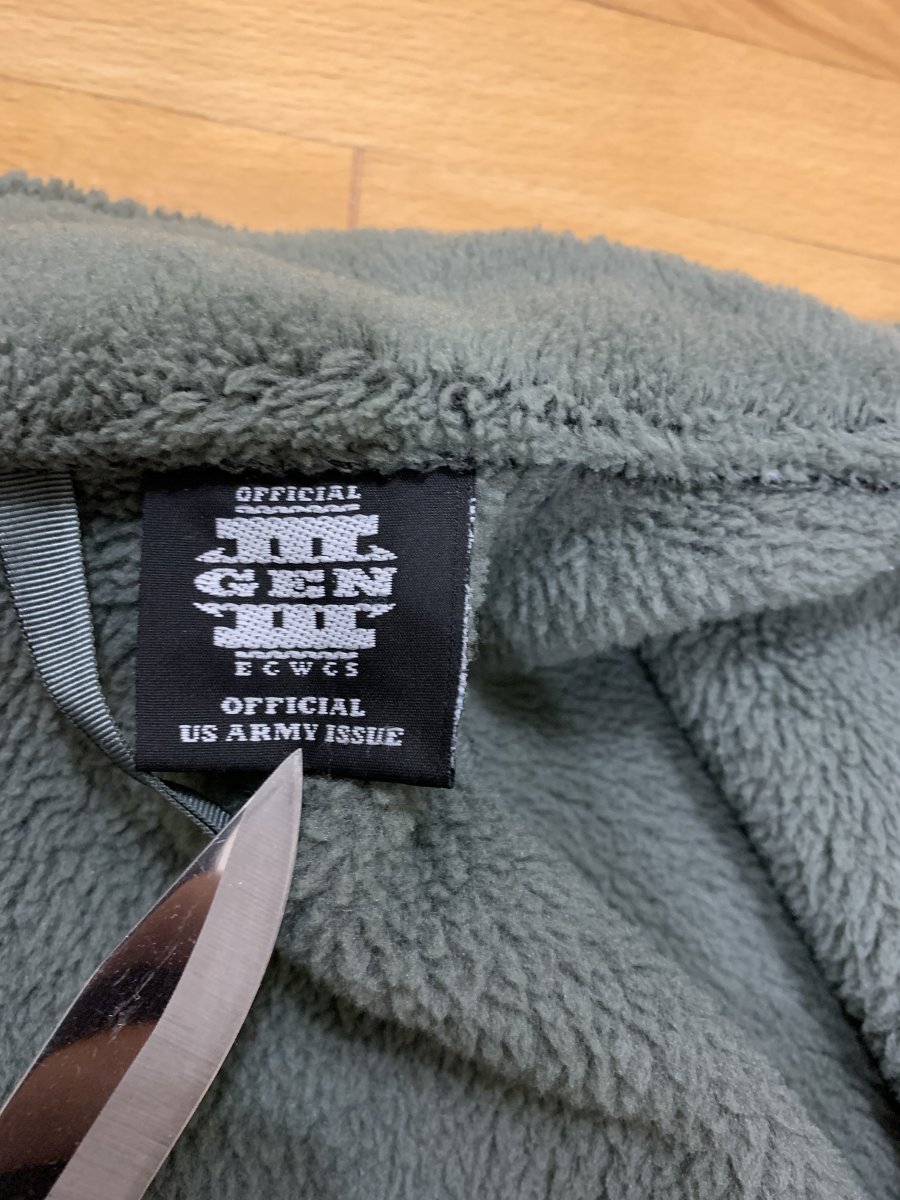 OFFICIAL
III
GEN
III
ECWCS
OFFICIAL
US ARMY ISSUE